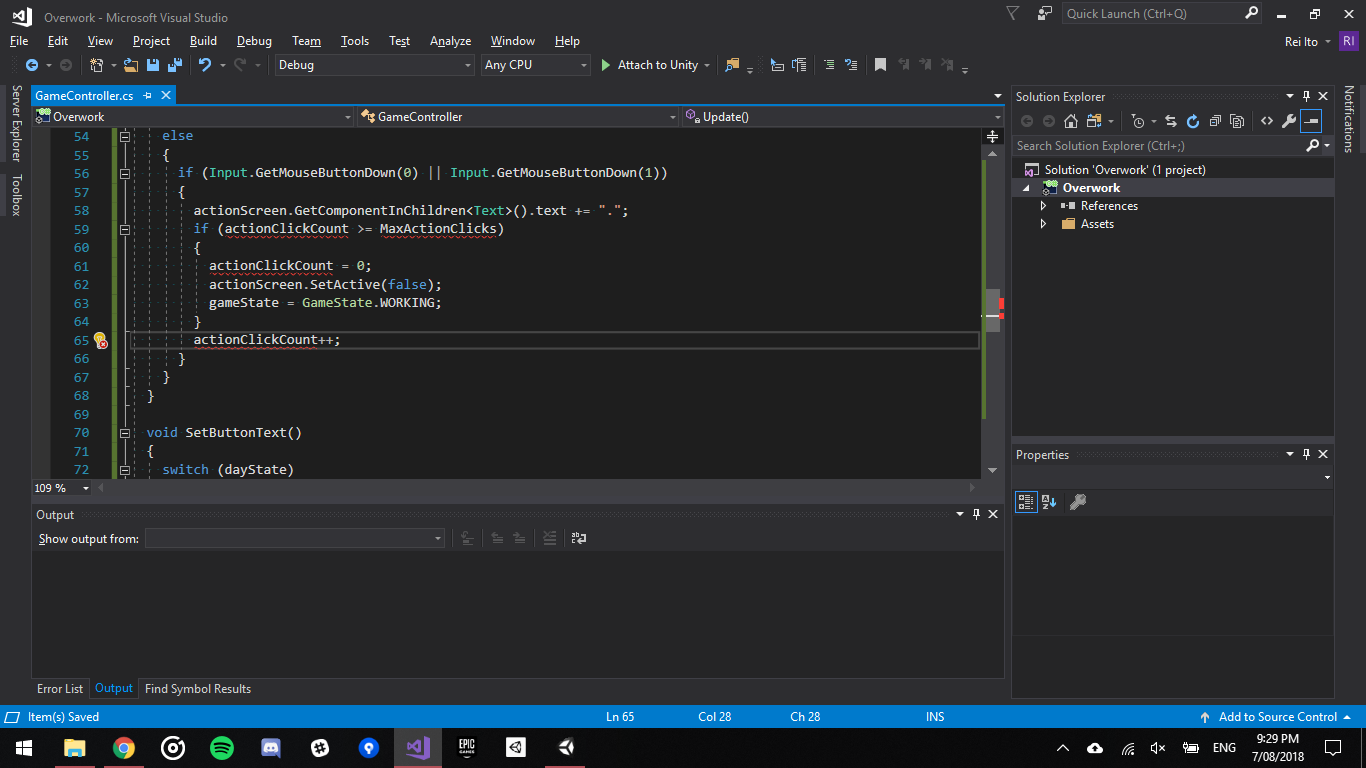 Overwork - Microsoft Visual Studio
Quick Launch (Ctrl+Q)
File Edit View Project Build Debug Team Tools Test Analyze Window Help
Rei Ito RI
Debug Any CPU Attach to Unity
Server Explorer
Toolbox
GameController.cs
Overwork GameController Update()
54 else
55 {
56 if (Input.GetMouseButtonDown(0) || Input.GetMouseButtonDown(1))
57 {
58 actionScreen.GetComponentInChildren<Text>().text += ".";
59 if (actionClickCount >= MaxActionClicks)
60 {
61 actionClickCount = 0;
62 actionScreen.SetActive(false);
63 gameState = GameState.WORKING;
64 }
65 actionClickCount++;
66 }
67 }
68 }
69
70 void SetButtonText()
71 {
72 switch (dayState)
109 %
Output
Show output from:
Error List Output Find Symbol Results
Solution Explorer
Search Solution Explorer (Ctrl+;)
Solution 'Overwork' (1 project)
Overwork
References
Assets
Properties
Notifications
Item(s) Saved Ln 65 Col 28 Ch 28 INS Add to Source Control
EPIC
GAMES
ENG
9:29 PM
7/08/2018